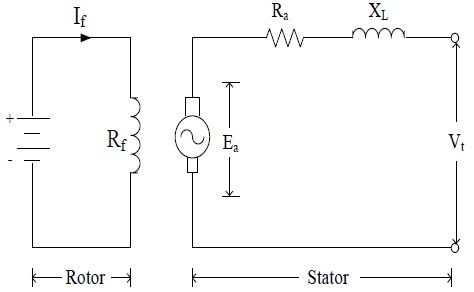 I_f
R_a
X_L
+
-
R_f
E_a
V_t
Rotor
Stator